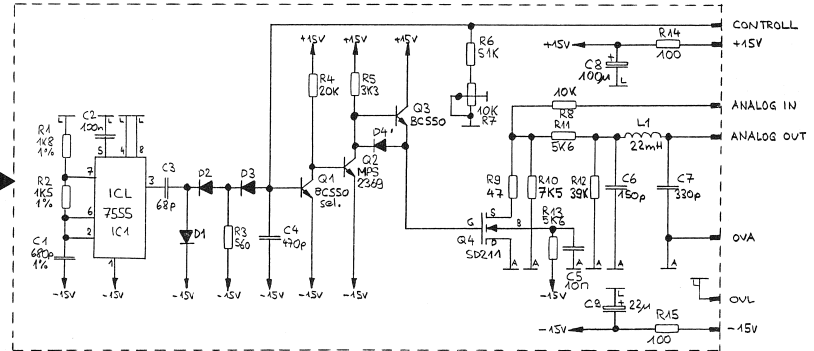 CONTROLL
+15V +15V +15V R6 51K +15V R14 100 +15V
C8 100µ L
R4 20K R5 3K3 10K R7
10K R8 ANALOG IN
L C2 100n L L
R1 1K8 1%
5 4 8
Q3 BC550
D4'
R11 5K6 L1 22mH ANALOG OUT
R2 1K5 1%
7 ICL 7555 IC1 3 C3 68p D2 D3
6
2
1
Q1 BC550 sel.
Q2 MPS 2369
R9 47 R10 7K5 R12 39K C6 150p C7 330p
C1 680p 1%
D1 R3 560 C4 470p
G S B D Q4 SD211
R13 5K6
C5 10n
A A A A A
0VA
-15V -15V -15V -15V -15V -15V -15V -15V
L 0VL
C9 L 22µ
-15V R15 100 -15V